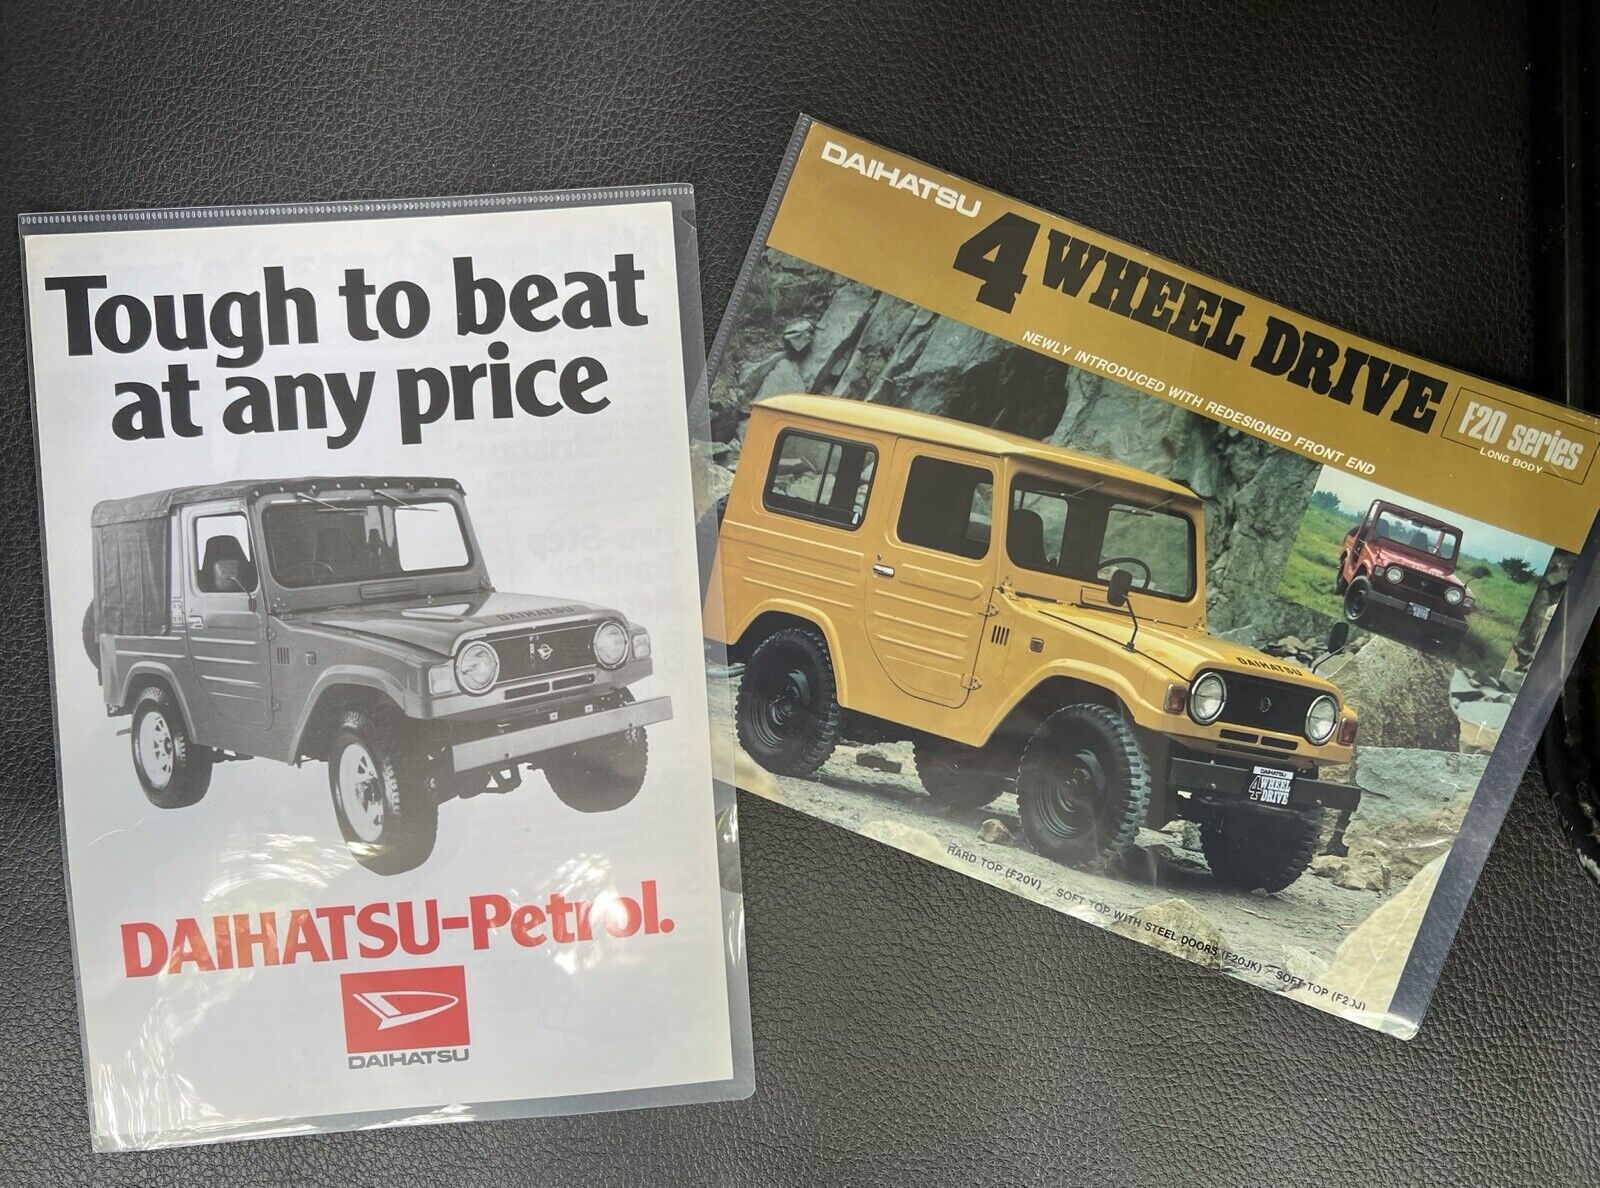 Tough to beat
at any price
DAIHATSU
DAIHATSU-Petrol.
DAIHATSU
DAIHATSU
4 WHEEL DRIVE
NEWLY INTRODUCED WITH REDESIGNED FRONT END
F20 series
LONG BODY
DAIHATSU
DAIHATSU
4 WHEEL
DRIVE
HARD TOP (F20V) SOFT TOP WITH STEEL DOORS (F20JK) SOFT TOP (F20J)